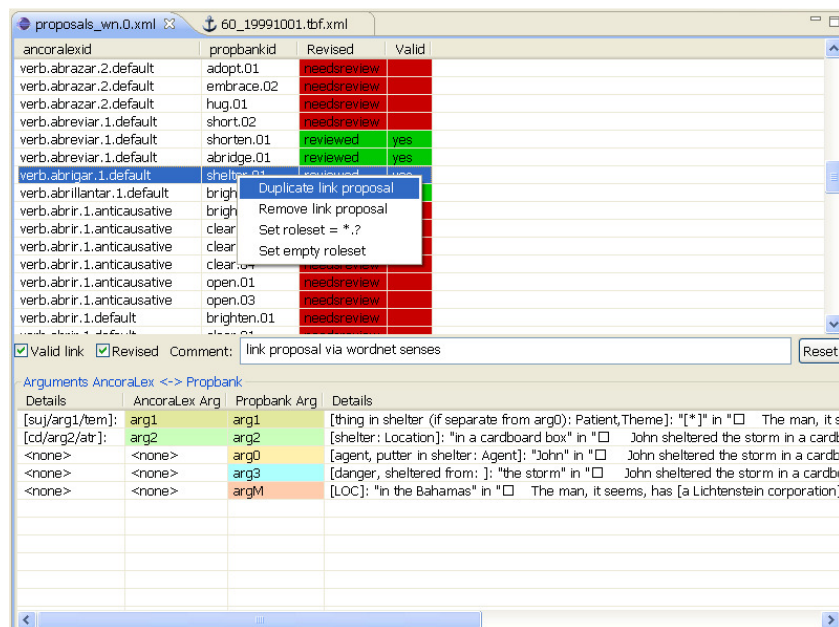 proposals_wn.0.xml 60_19991001.tbf.xml
ancoralexid propbankid Revised Valid
verb.abrazar.2.default adopt.01 needsreview
verb.abrazar.2.default embrace.02 needsreview
verb.abrazar.2.default hug.01 needsreview
verb.abreviar.1.default short.02 needsreview
verb.abreviar.1.default shorten.01 reviewed yes
verb.abreviar.1.default abridge.01 reviewed yes
verb.abrigar.1.default shelter.01 reviewed yes
Duplicate link proposal
verb.abrillantar.1.default brigh
verb.abrir.1.anticausative brigh
Remove link proposal
verb.abrir.1.anticausative clear
Set roleset = *.?
verb.abrir.1.anticausative clear
Set empty roleset
verb.abrir.1.anticausative clear.04 needsreview
verb.abrir.1.anticausative open.01 needsreview
verb.abrir.1.anticausative open.03 needsreview
verb.abrir.1.default brighten.01 needsreview
Valid link Revised Comment: link proposal via wordnet senses Reset
Arguments AncoraLex <-> Propbank
Details AncoraLex Arg Propbank Arg Details
[suj/arg1/tem]: arg1 arg1 [thing in shelter (if separate from arg0): Patient,Theme]: "[*]" in "□ The man, it s
[cd/arg2/atr]: arg2 arg2 [shelter: Location]: "in a cardboard box" in "□ John sheltered the storm in a cardb
<none> <none> arg0 [agent, putter in shelter: Agent]: "John" in "□ John sheltered the storm in a cardb
<none> <none> arg3 [danger, sheltered from: ]: "the storm" in "□ John sheltered the storm in a cardbo
<none> <none> argM [LOC]: "in the Bahamas" in "□ The man, it seems, has [a Lichtenstein corporation]